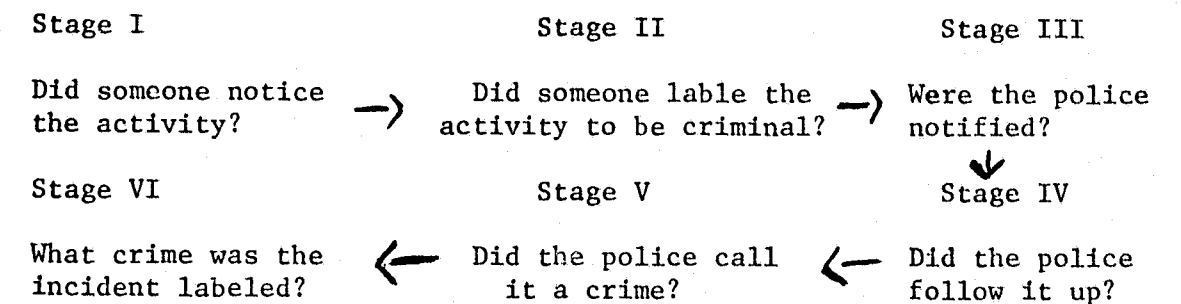 Stage I
Did someone notice
the activity?
Stage II
Did someone lable the
activity to be criminal?
Stage III
Were the police
notified?
Stage IV
Did the police
follow it up?
Stage V
Did the police call
it a crime?
Stage VI
What crime was the
incident labeled?